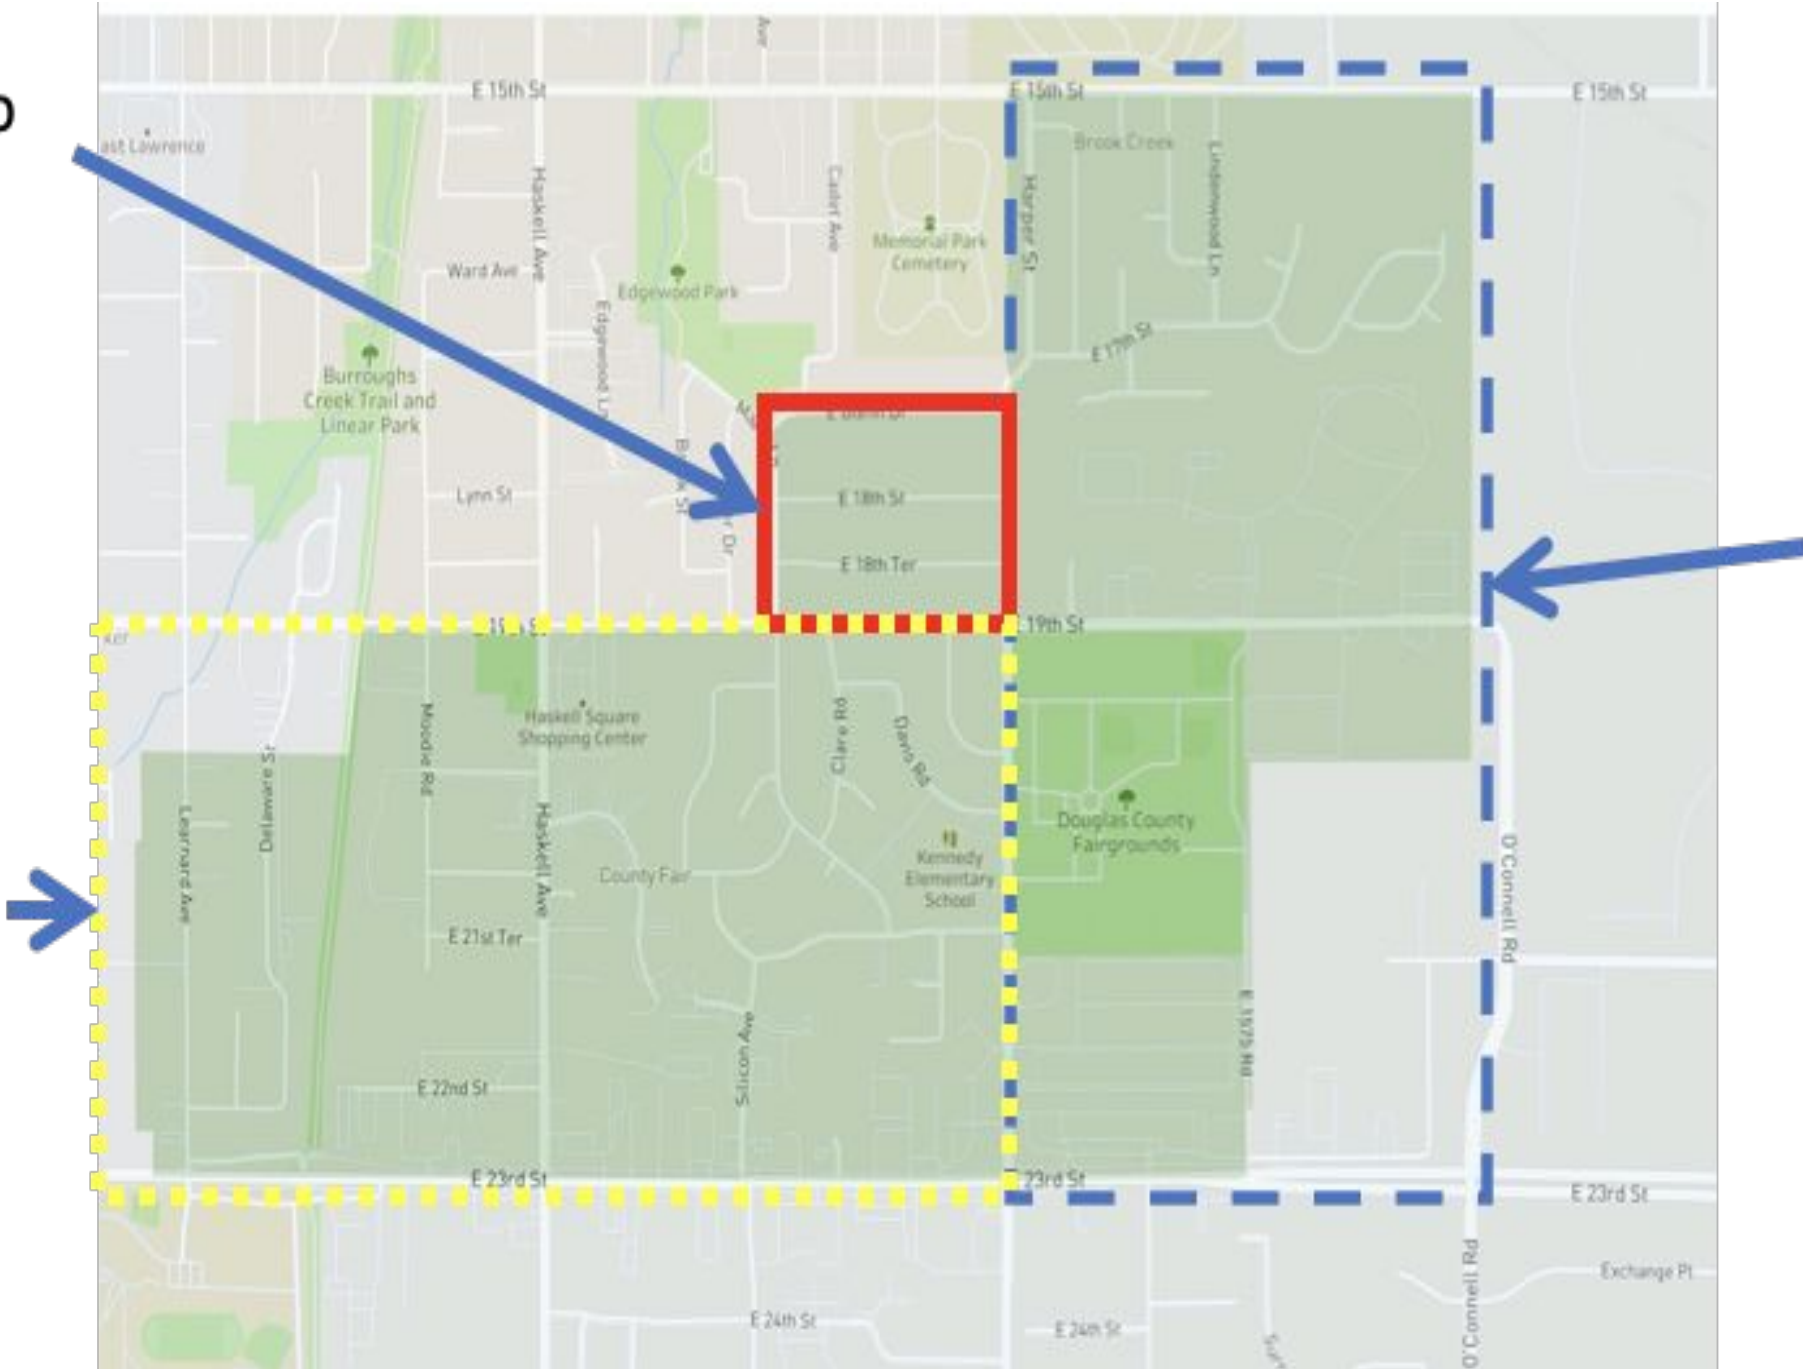 Ave
E 15th St
E 15th St
E 15th St
ast Lawrence
Brook Creek
Haskell Ave
Cadet Ave
Harper St
Lindenwood Ln
Memorial Park
Cemetery
Ward Ave
Edgewood Park
Edgewood Ln
E 17th St
Burroughs
Creek Trail and
Linear Park
Lynn St
E 18th St
E 18th Ter
19th St
Moodie Rd
Haskell Square
Shopping Center
Clare Rd
Davis Rd
Delaware St
Learnard Ave
Haskell Ave
County Fair
Kennedy
Elementary
School
Douglas County
Fairgrounds
O'Connell Rd
E 21st Ter
E 1575 Rd
Silicon Ave
E 22nd St
E 23rd St
23rd St
E 23rd St
O'Connell Rd
Exchange Pl
E 24th St
E 24th St